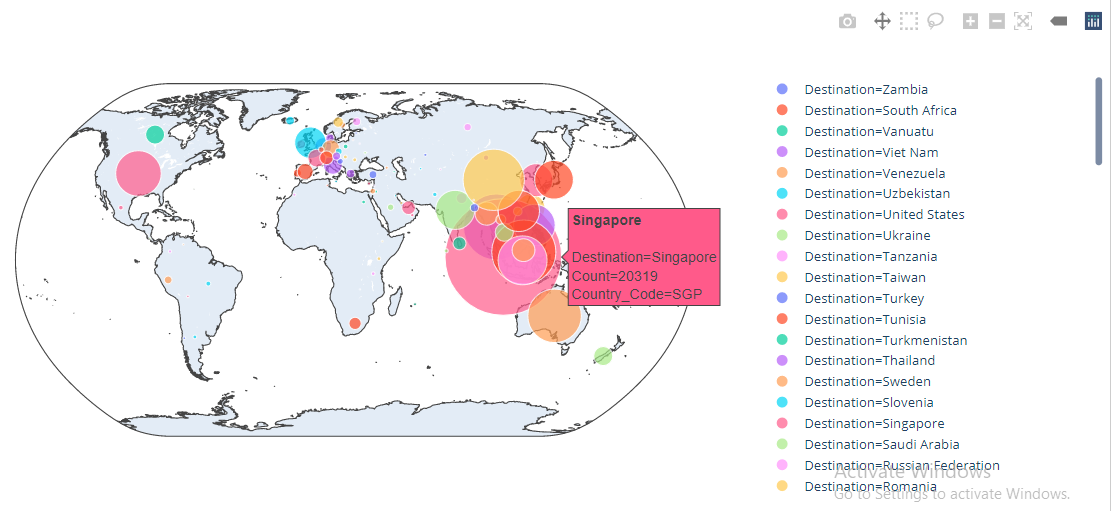 Destination=Zambia
Destination=South Africa
Destination=Vanuatu
Destination=Viet Nam
Destination=Venezuela
Destination=Uzbekistan
Destination=United States
Destination=Ukraine
Destination=Tanzania
Destination=Taiwan
Destination=Turkey
Destination=Tunisia
Destination=Turkmenistan
Destination=Thailand
Destination=Sweden
Destination=Slovenia
Destination=Singapore
Destination=Saudi Arabia
Destination=Russian Federation
Destination=Romania
Singapore
Destination=Singapore
Count=20319
Country_Code=SGP
Activate Windows
Go to Settings to activate Windows.